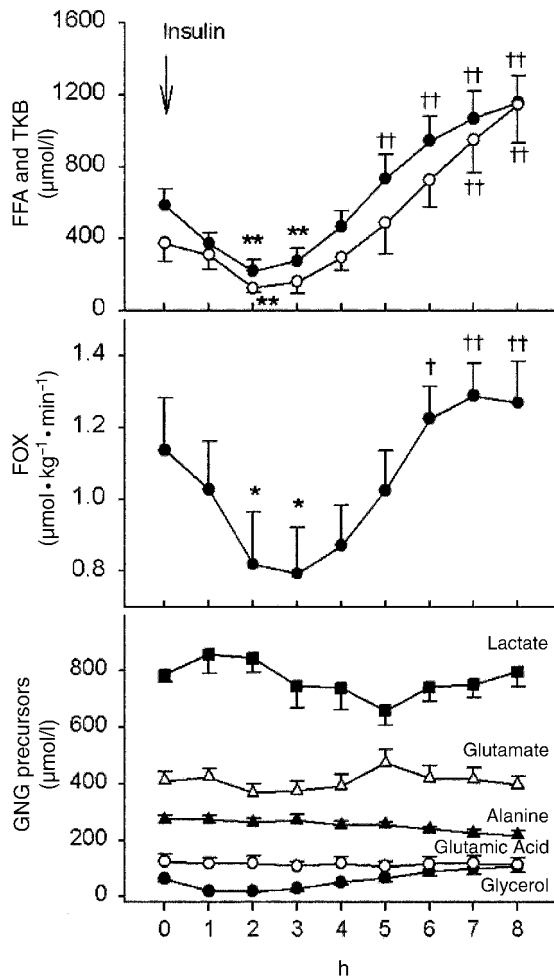 1600
Insulin
1200
800
400
0
FFA and TKB
(µmol/l)
††
††
††
††
**
**
**
††
††
1.4
1.2
1.0
0.8
FOX
(µmol • kg⁻¹ • min⁻¹)
*
*
†
††
††
800
600
400
200
0
GNG precursors
(µmol/l)
Lactate
Glutamate
Alanine
Glutamic Acid
Glycerol
0 1 2 3 4 5 6 7 8
h